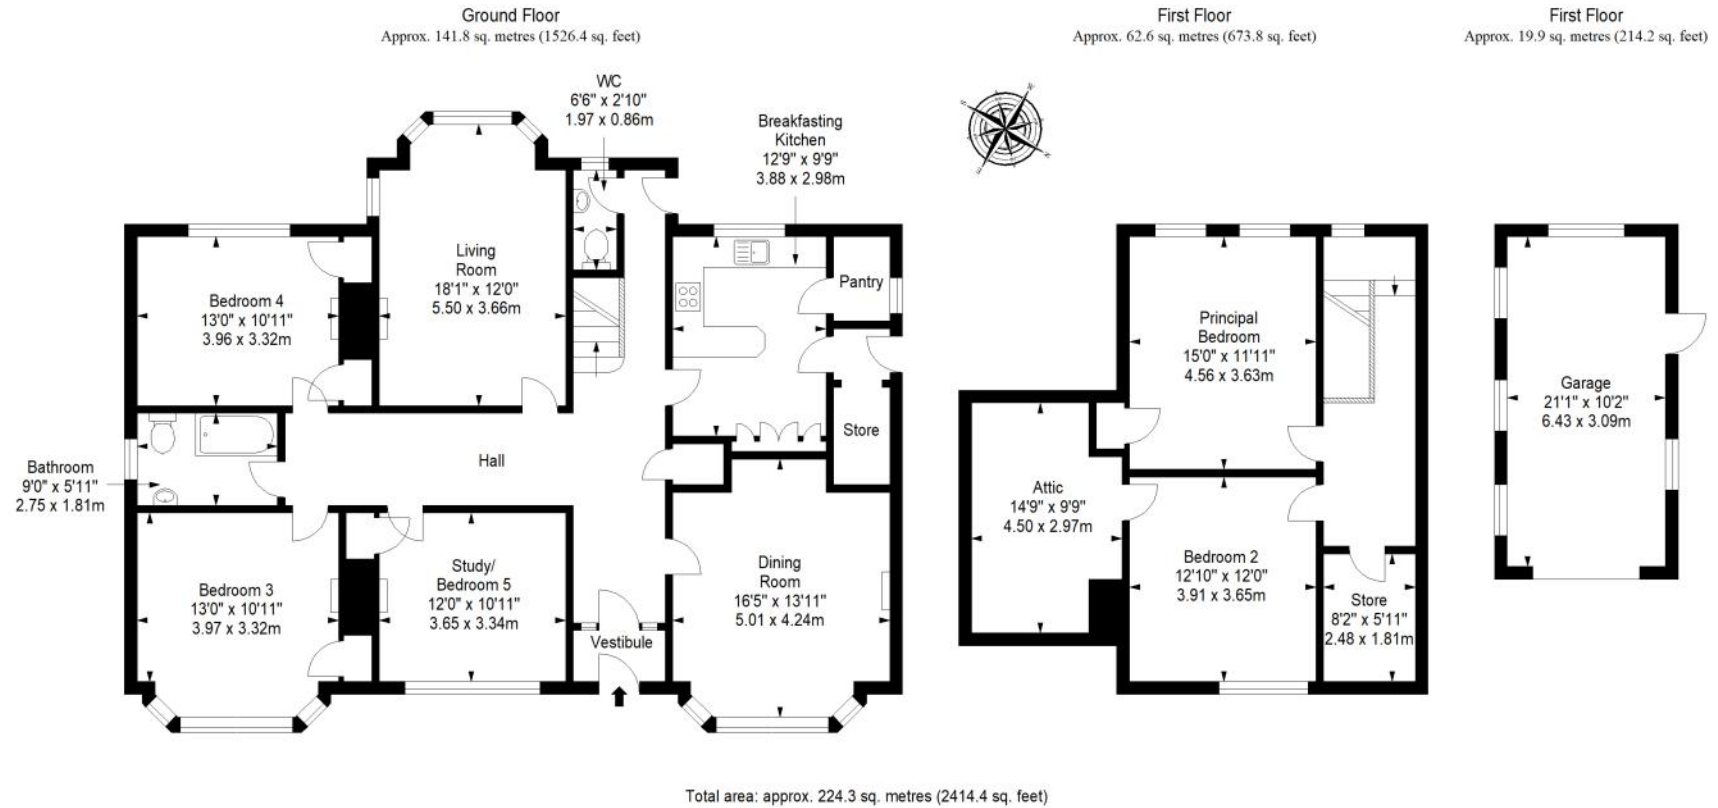 Ground Floor
Approx. 141.8 sq. metres (1526.4 sq. feet)
First Floor
Approx. 62.6 sq. metres (673.8 sq. feet)
First Floor
Approx. 19.9 sq. metres (214.2 sq. feet)
WC
6'6" x 2'10"
1.97 x 0.86m
Breakfasting
Kitchen
12'9" x 9'9"
3.88 x 2.98m
Living
Room
18'1" x 12'0"
5.50 x 3.66m
Bedroom 4
13'0" x 10'11"
3.96 x 3.32m
Pantry
Store
Hall
Bathroom
9'0" x 5'11"
2.75 x 1.81m
Bedroom 3
13'0" x 10'11"
3.97 x 3.32m
Study/
Bedroom 5
12'0" x 10'11"
3.65 x 3.34m
Vestibule
Dining
Room
16'5" x 13'11"
5.01 x 4.24m
Principal
Bedroom
15'0" x 11'11"
4.56 x 3.63m
Attic
14'9" x 9'9"
4.50 x 2.97m
Bedroom 2
12'10" x 12'0"
3.91 x 3.65m
Store
8'2" x 5'11"
2.48 x 1.81m
Garage
21'1" x 10'2"
6.43 x 3.09m
Total area: approx. 224.3 sq. metres (2414.4 sq. feet)